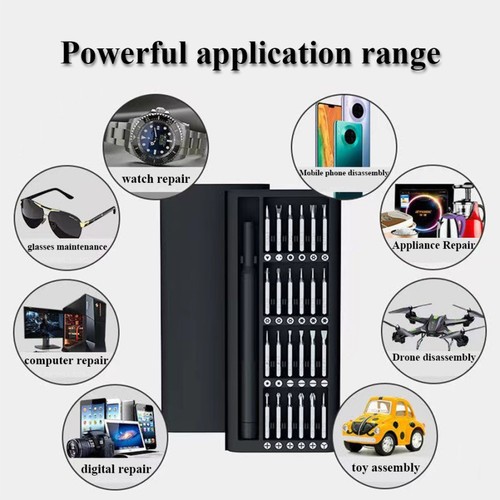 Powerful application range
watch repair
Mobile phone disassembly
glasses maintenance
Appliance Repair
computer repair
Drone disassembly
digital repair
toy assembly